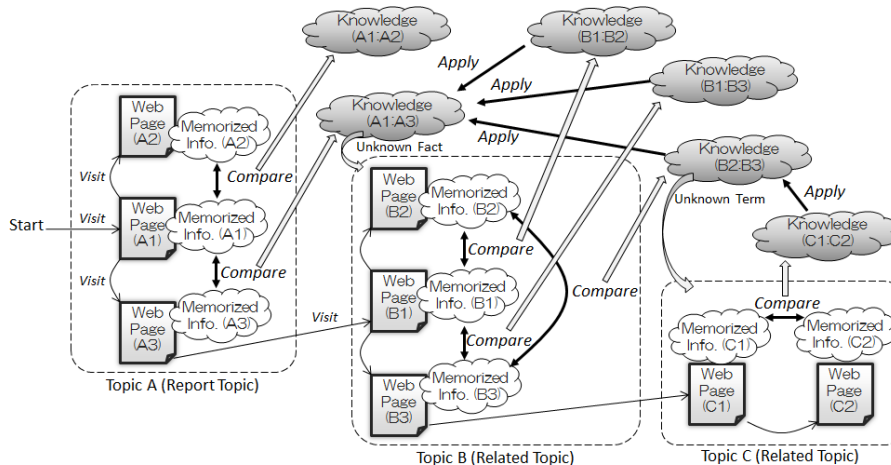 Knowledge
(A1:A2)
Knowledge
(B1:B2)
Apply
Knowledge
(B1:B3)
Apply
Knowledge
(A1:A3)
Apply
Knowledge
(B2:B3)
Unknown Fact
Unknown Term
Apply
Knowledge
(C1:C2)
Web
Page
(A2)
Memorized
Info. (A2)
Visit
Compare
Start
Visit
Web
Page
(A1)
Memorized
Info. (A1)
Visit
Compare
Web
Page
(A3)
Memorized
Info. (A3)
Topic A (Report Topic)
Visit
Web
Page
(B2)
Memorized
Info. (B2)
Compare
Web
Page
(B1)
Memorized
Info. (B1)
Compare
Compare
Web
Page
(B3)
Memorized
Info. (B3)
Topic B (Related Topic)
Compare
Memorized
Info. (C1)
Memorized
Info. (C2)
Web
Page
(C1)
Web
Page
(C2)
Topic C (Related Topic)